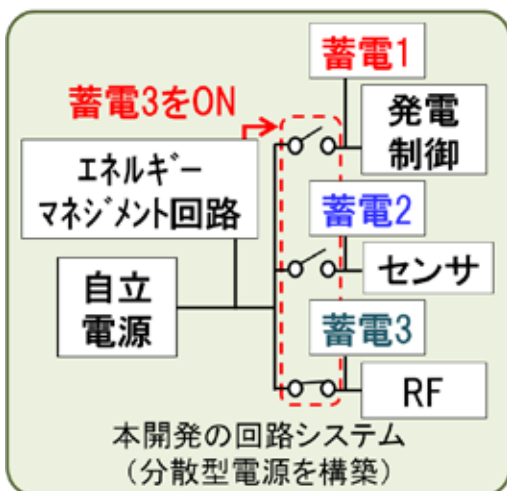 蓄電1
蓄電3をON
発電
制御
エネルギー
マネジメント回路
蓄電2
センサ
自立
電源
蓄電3
RF
本開発の回路システム
（分散型電源を構築）